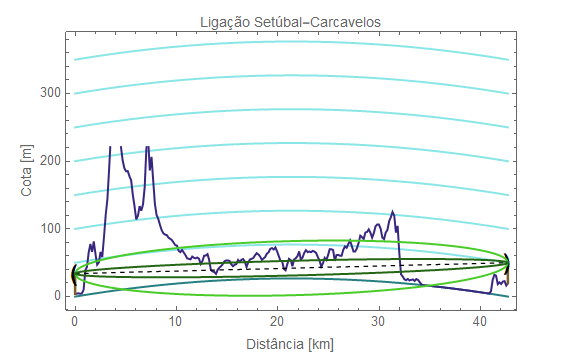 Ligação Setúbal–Carcavelos
Cota [m]
300
200
100
0
0 10 20 30 40
Distância [km]